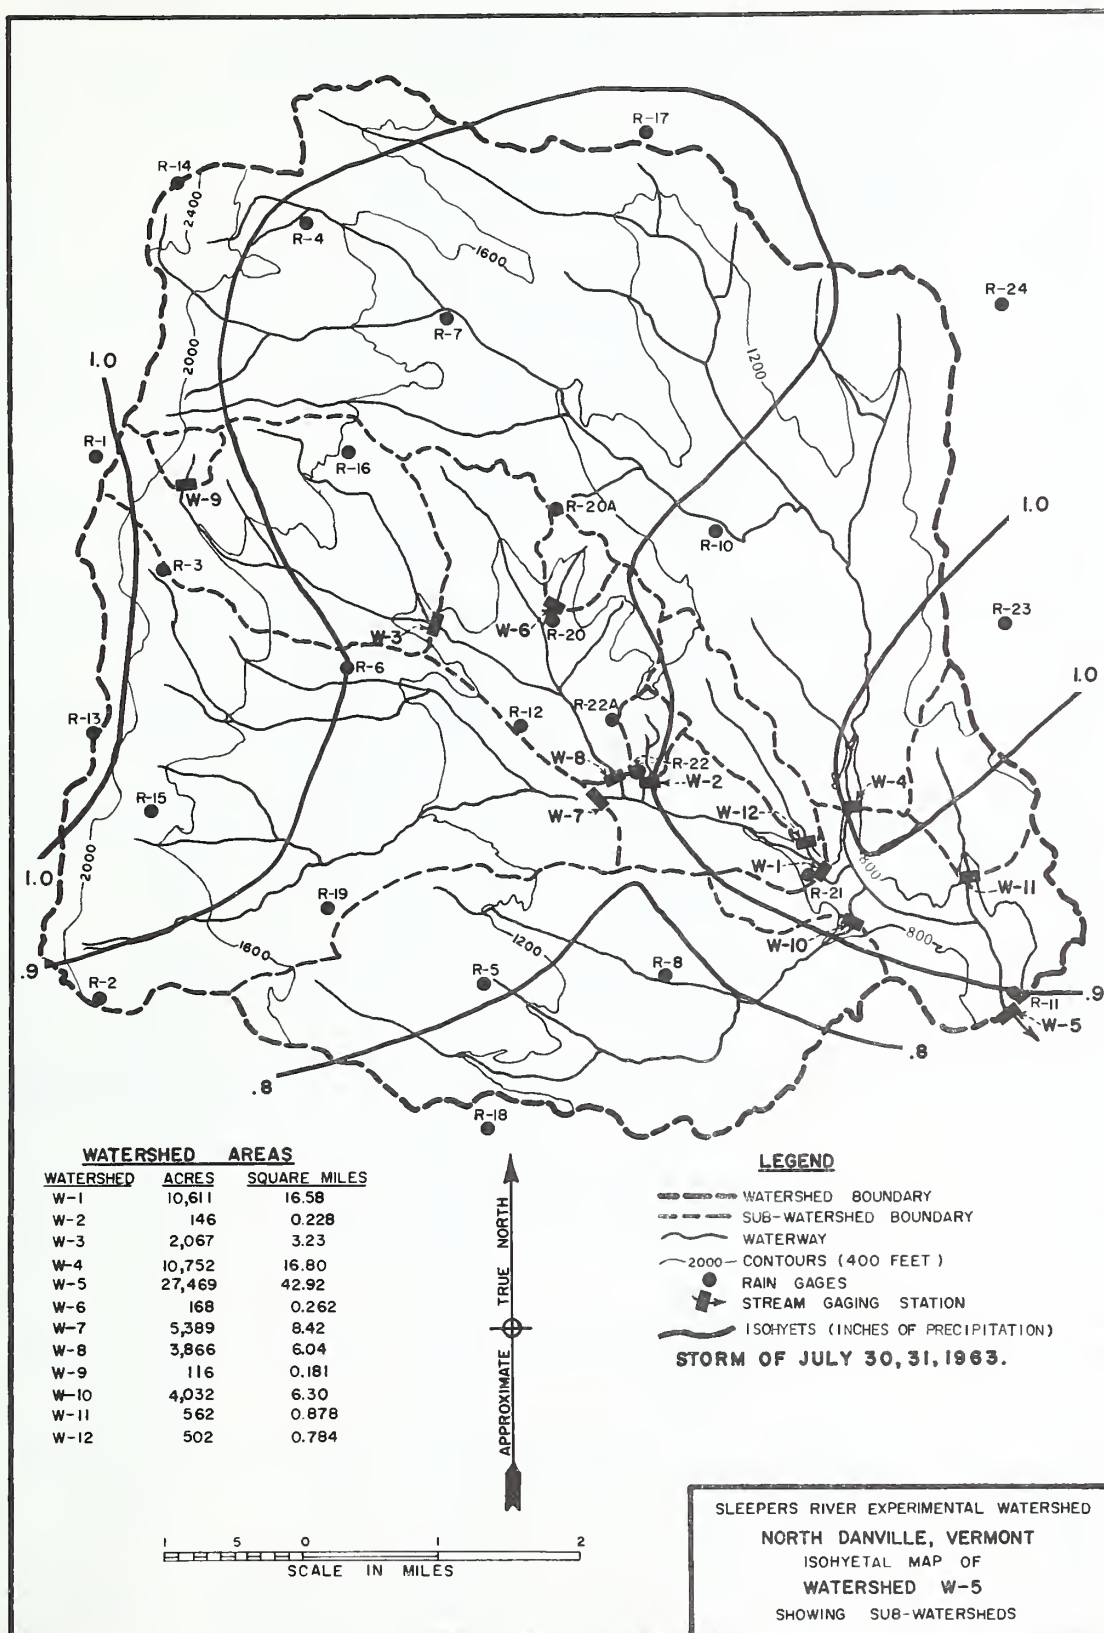 R-17
R-14
2400
R-4
1600
R-24
R-7
2000
1200
1.0
R-1
R-16
W-9
R-20A
1.0
R-10
R-3
R-23
W-3
W-6
R-20
R-6
1.0
R-13
R-12
R-22A
R-22
W-8
W-2
W-4
R-15
W-7
W-12
2000
800
W-1
1.0
R-21
W-11
R-19
1600
1200
W-10
800
.9
R-2
R-5
R-8
.9
R-11
W-5
.8
.8
R-18
WATERSHED AREAS
WATERSHED ACRES SQUARE MILES
W-1 10,611 16.58
W-2 146 0.228
W-3 2,067 3.23
W-4 10,752 16.80
W-5 27,469 42.92
W-6 168 0.262
W-7 5,389 8.42
W-8 3,866 6.04
W-9 116 0.181
W-10 4,032 6.30
W-11 562 0.878
W-12 502 0.784
APPROXIMATE TRUE NORTH
LEGEND
WATERSHED BOUNDARY
SUB-WATERSHED BOUNDARY
WATERWAY
2000 CONTOURS (400 FEET)
RAIN GAGES
STREAM GAGING STATION
ISOHYETS (INCHES OF PRECIPITATION)
STORM OF JULY 30, 31, 1963.
1 5 0 1 2
SCALE IN MILES
SLEEPERS RIVER EXPERIMENTAL WATERSHED
NORTH DANVILLE, VERMONT
ISOHYETAL MAP OF
WATERSHED W-5
SHOWING SUB-WATERSHEDS